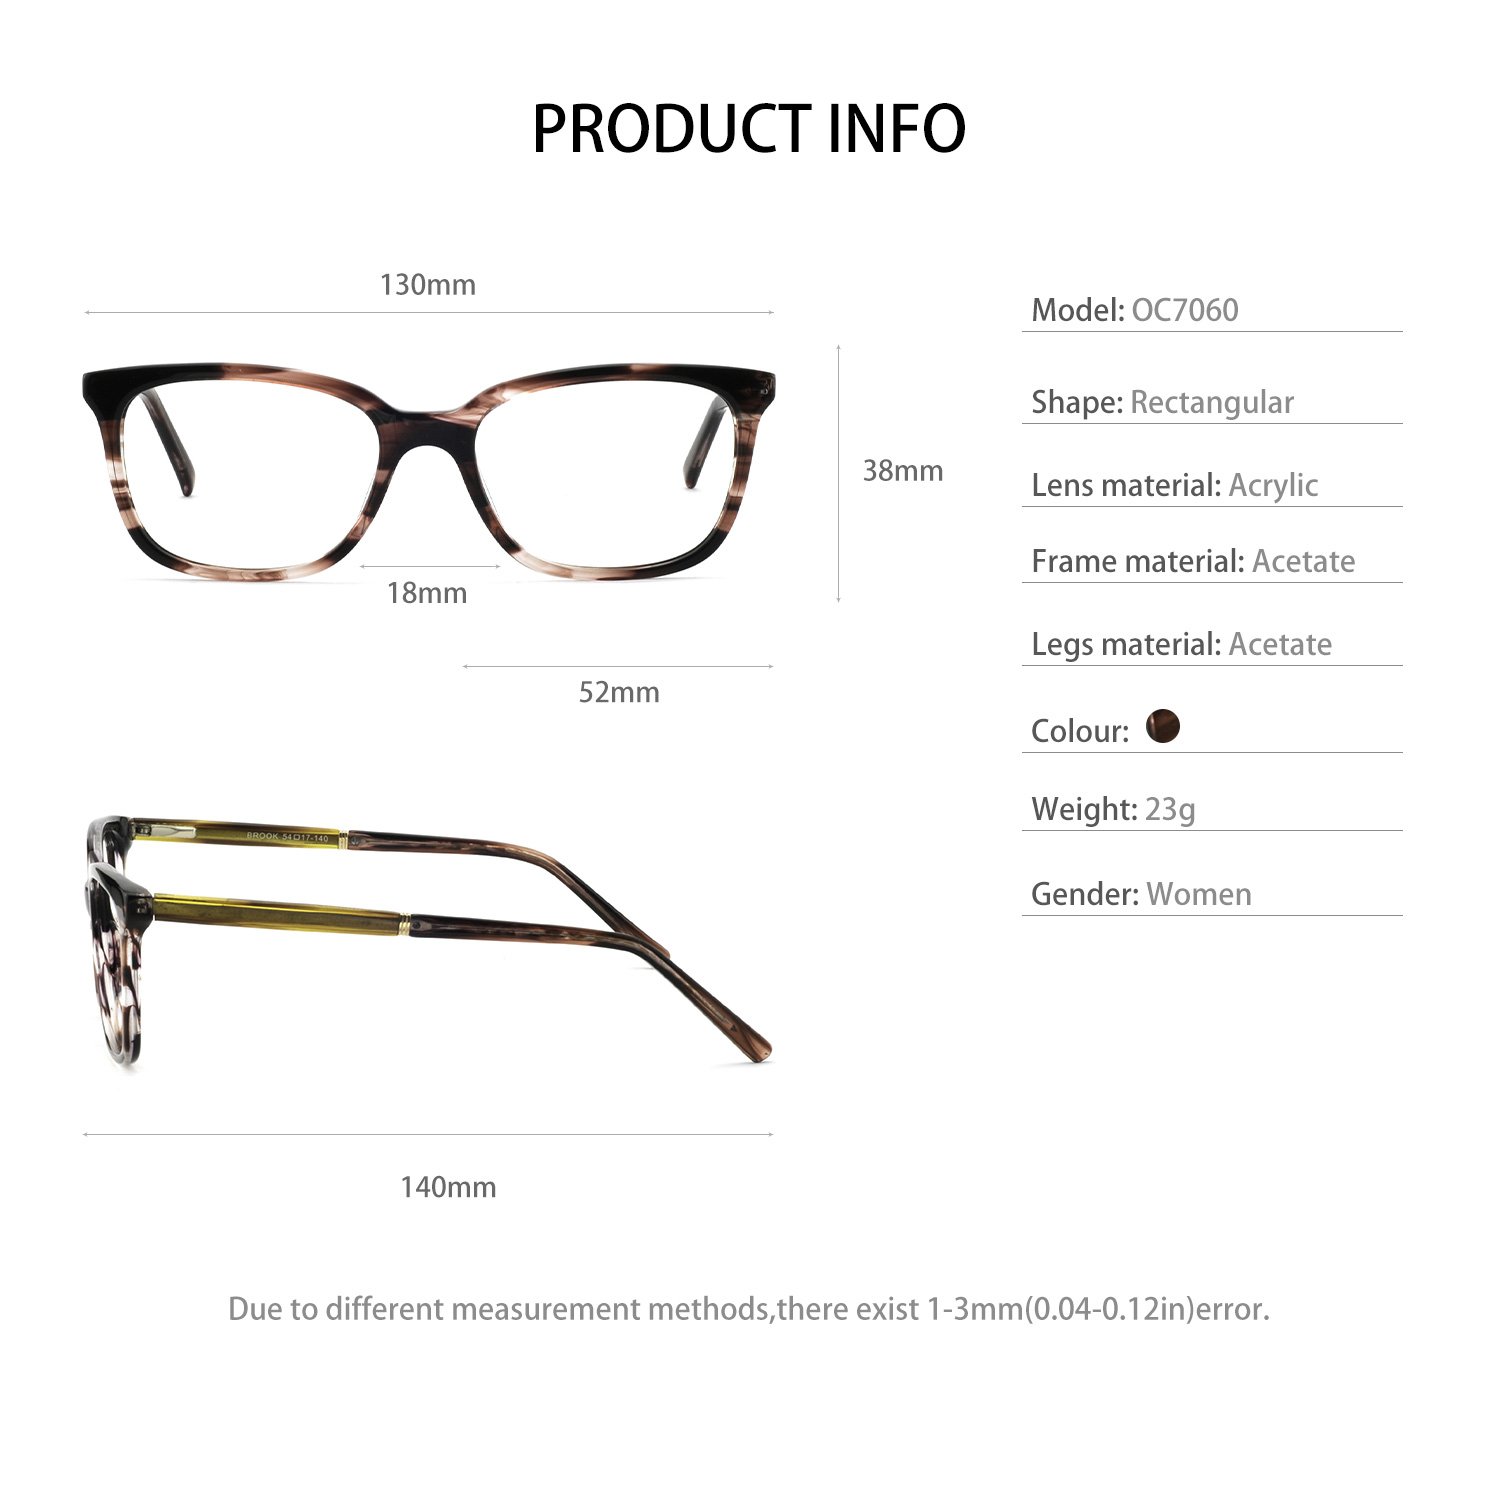 PRODUCT INFO
130mm
38mm
18mm
52mm
Model: OC7060
Shape: Rectangular
Lens material: Acrylic
Frame material: Acetate
Legs material: Acetate
Colour:
Weight: 23g
Gender: Women
BROOK 54□17-140
140mm
Due to different measurement methods,there exist 1-3mm(0.04-0.12in)error.